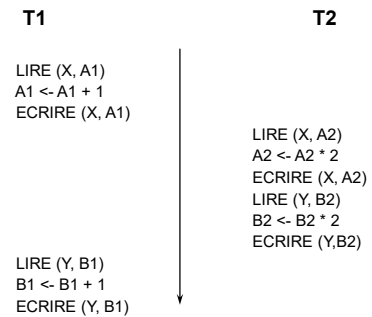 T1
T2
LIRE (X, A1)
A1 <- A1 + 1
ECRIRE (X, A1)
LIRE (X, A2)
A2 <- A2 * 2
ECRIRE (X, A2)
LIRE (Y, B2)
B2 <- B2 * 2
ECRIRE (Y,B2)
LIRE (Y, B1)
B1 <- B1 + 1
ECRIRE (Y, B1)